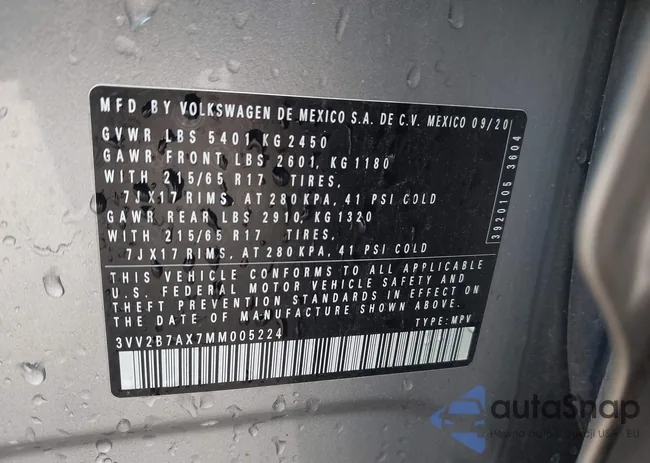 MFD BY VOLKSWAGEN DE MEXICO S.A. DE C.V. MEXICO 09/20
GVWR LBS 5401, KG 2450
GAWR FRONT LBS 2601, KG 1180
WITH 215/65 R17 TIRES,
7JX17 RIMS, AT 280 KPA, 41 PSI COLD
GAWR REAR LBS 2910, KG 1320
WITH 215/65 R17 TIRES,
7JX17 RIMS, AT 280 KPA, 41 PSI COLD
THIS VEHICLE CONFORMS TO ALL APPLICABLE
U.S. FEDERAL MOTOR VEHICLE SAFETY AND
THEFT PREVENTION STANDARDS IN EFFECT ON
THE DATE OF MANUFACTURE SHOWN ABOVE.
3VV2B7AX7MM005224 TYPE: MPV
3920105 3604
autoSnap
USA EU